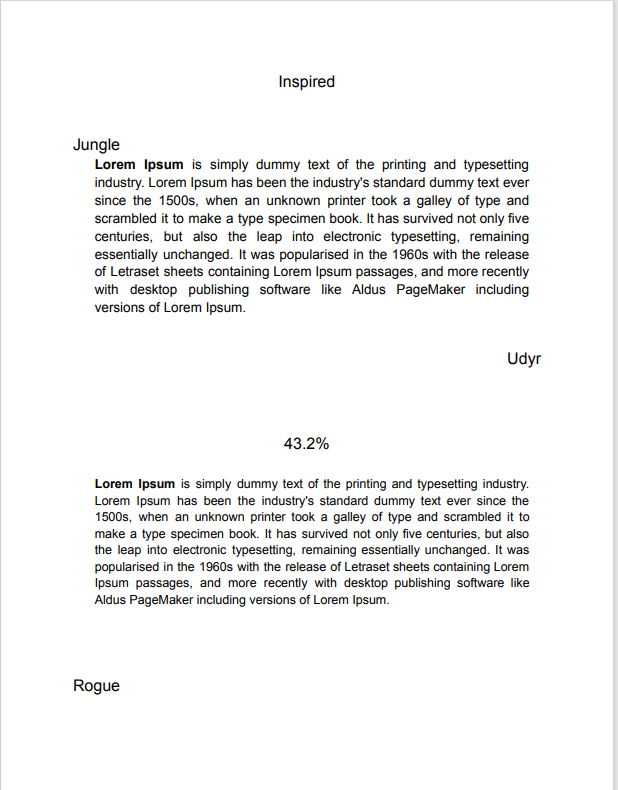 Inspired
Jungle
Lorem Ipsum is simply dummy text of the printing and typesetting
industry. Lorem Ipsum has been the industry's standard dummy text ever
since the 1500s, when an unknown printer took a galley of type and
scrambled it to make a type specimen book. It has survived not only five
centuries, but also the leap into electronic typesetting, remaining
essentially unchanged. It was popularised in the 1960s with the release
of Letraset sheets containing Lorem Ipsum passages, and more recently
with desktop publishing software like Aldus PageMaker including
versions of Lorem Ipsum.
Udyr
43.2%
Lorem Ipsum is simply dummy text of the printing and typesetting industry.
Lorem Ipsum has been the industry's standard dummy text ever since the
1500s, when an unknown printer took a galley of type and scrambled it to
make a type specimen book. It has survived not only five centuries, but also
the leap into electronic typesetting, remaining essentially unchanged. It was
popularised in the 1960s with the release of Letraset sheets containing Lorem
Ipsum passages, and more recently with desktop publishing software like
Aldus PageMaker including versions of Lorem Ipsum.
Rogue